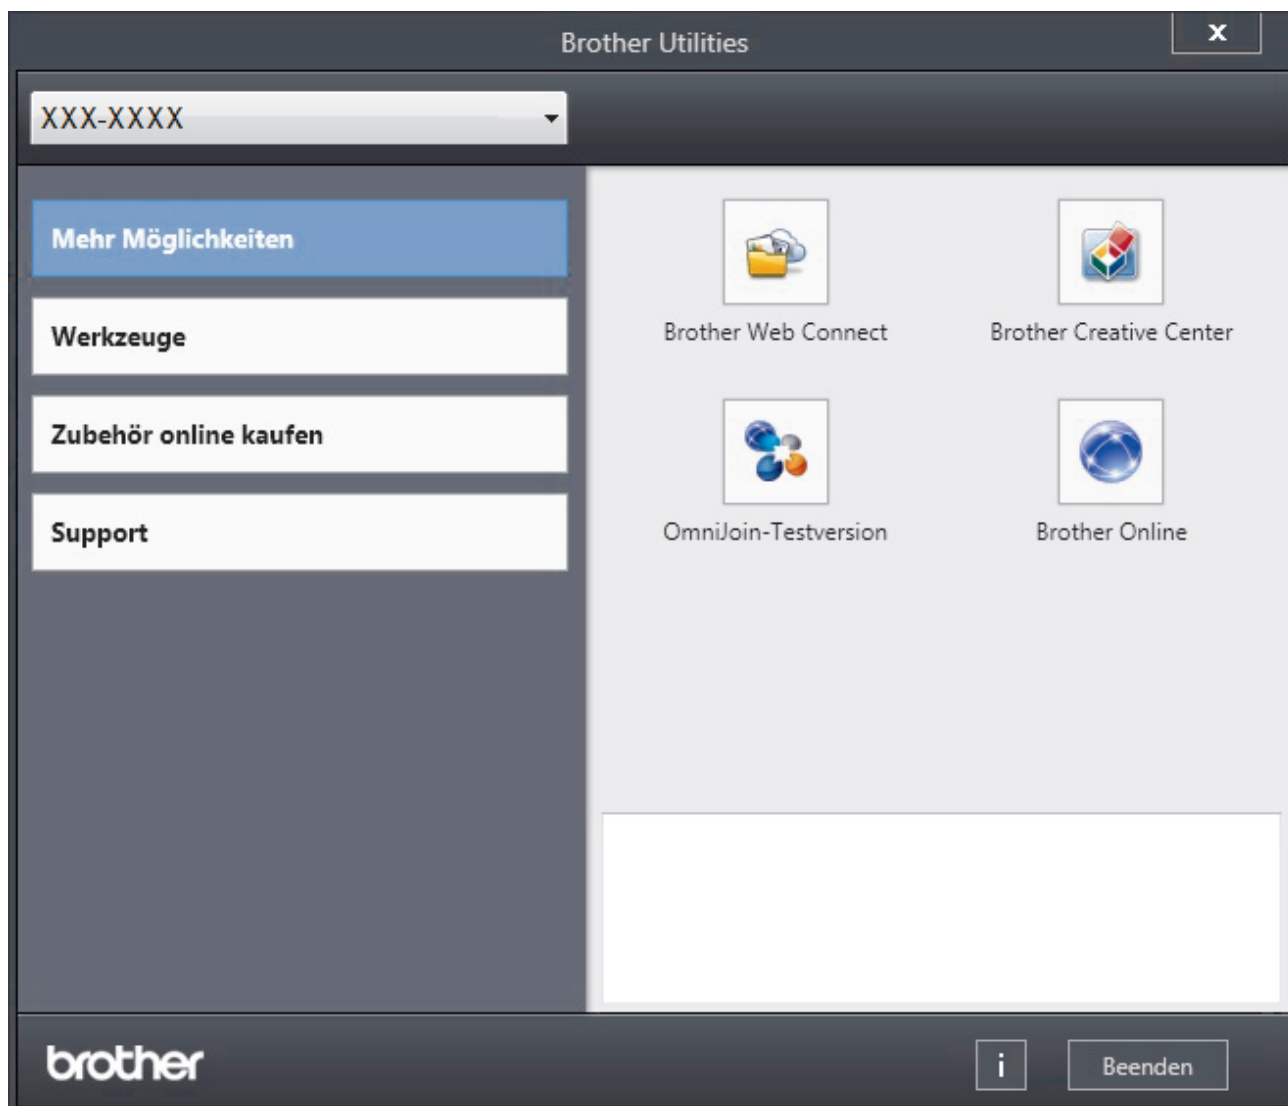 Brother Utilities
x
XXX-XXXX
Mehr Möglichkeiten
Werkzeuge
Zubehör online kaufen
Support
Brother Web Connect
Brother Creative Center
OmniJoin-Testversion
Brother Online
brother
i
Beenden